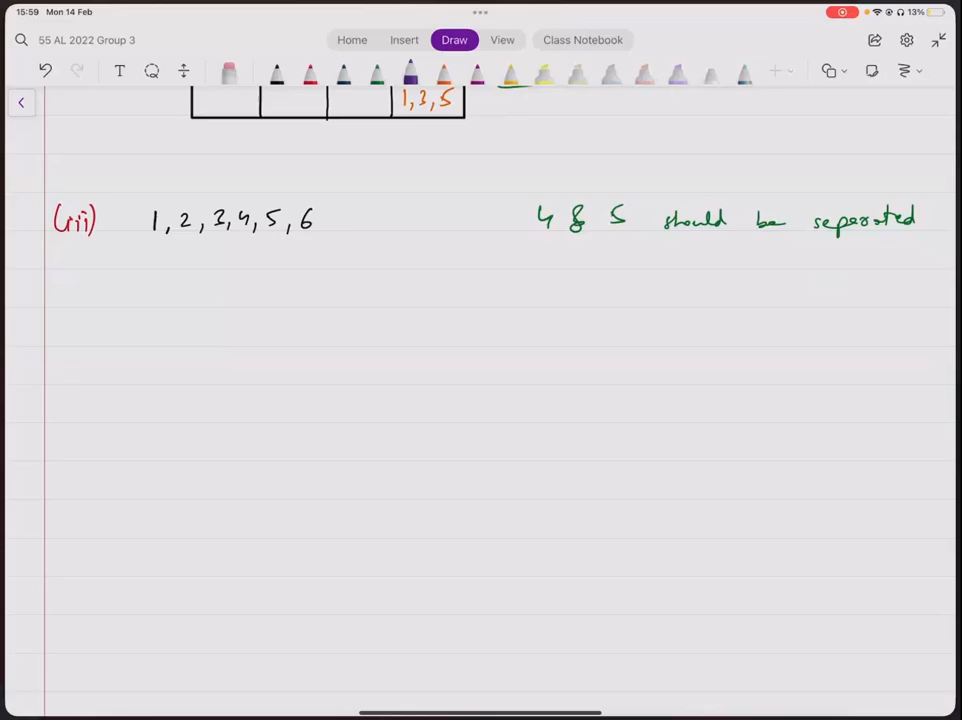 15:59 Mon 14 Feb
13%
55 AL 2022 Group 3
Home Insert Draw View Class Notebook
T
1,3,5
(iii) 1, 2, 3, 4, 5, 6 4 & 5 should be seperated